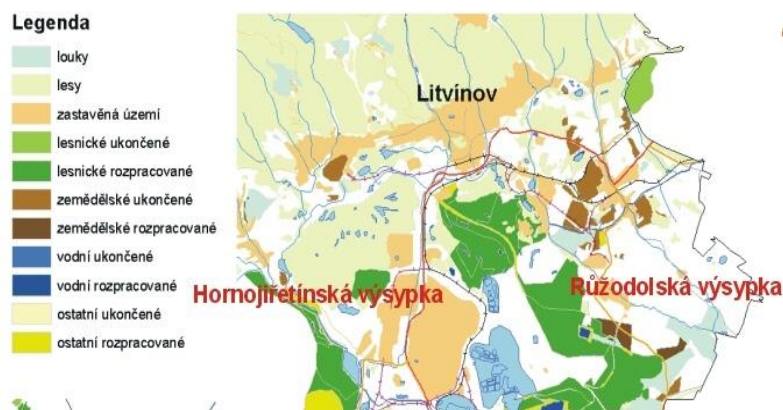 Legenda
louky
lesy
zastavěná území
lesnické ukončené
lesnické rozpracované
zemědělské ukončené
zemědělské rozpracované
vodní ukončené
vodní rozpracované
ostatní ukončené
ostatní rozpracované
Litvínov
Hornojiřetínská výsypka
Růžodolská výsypka